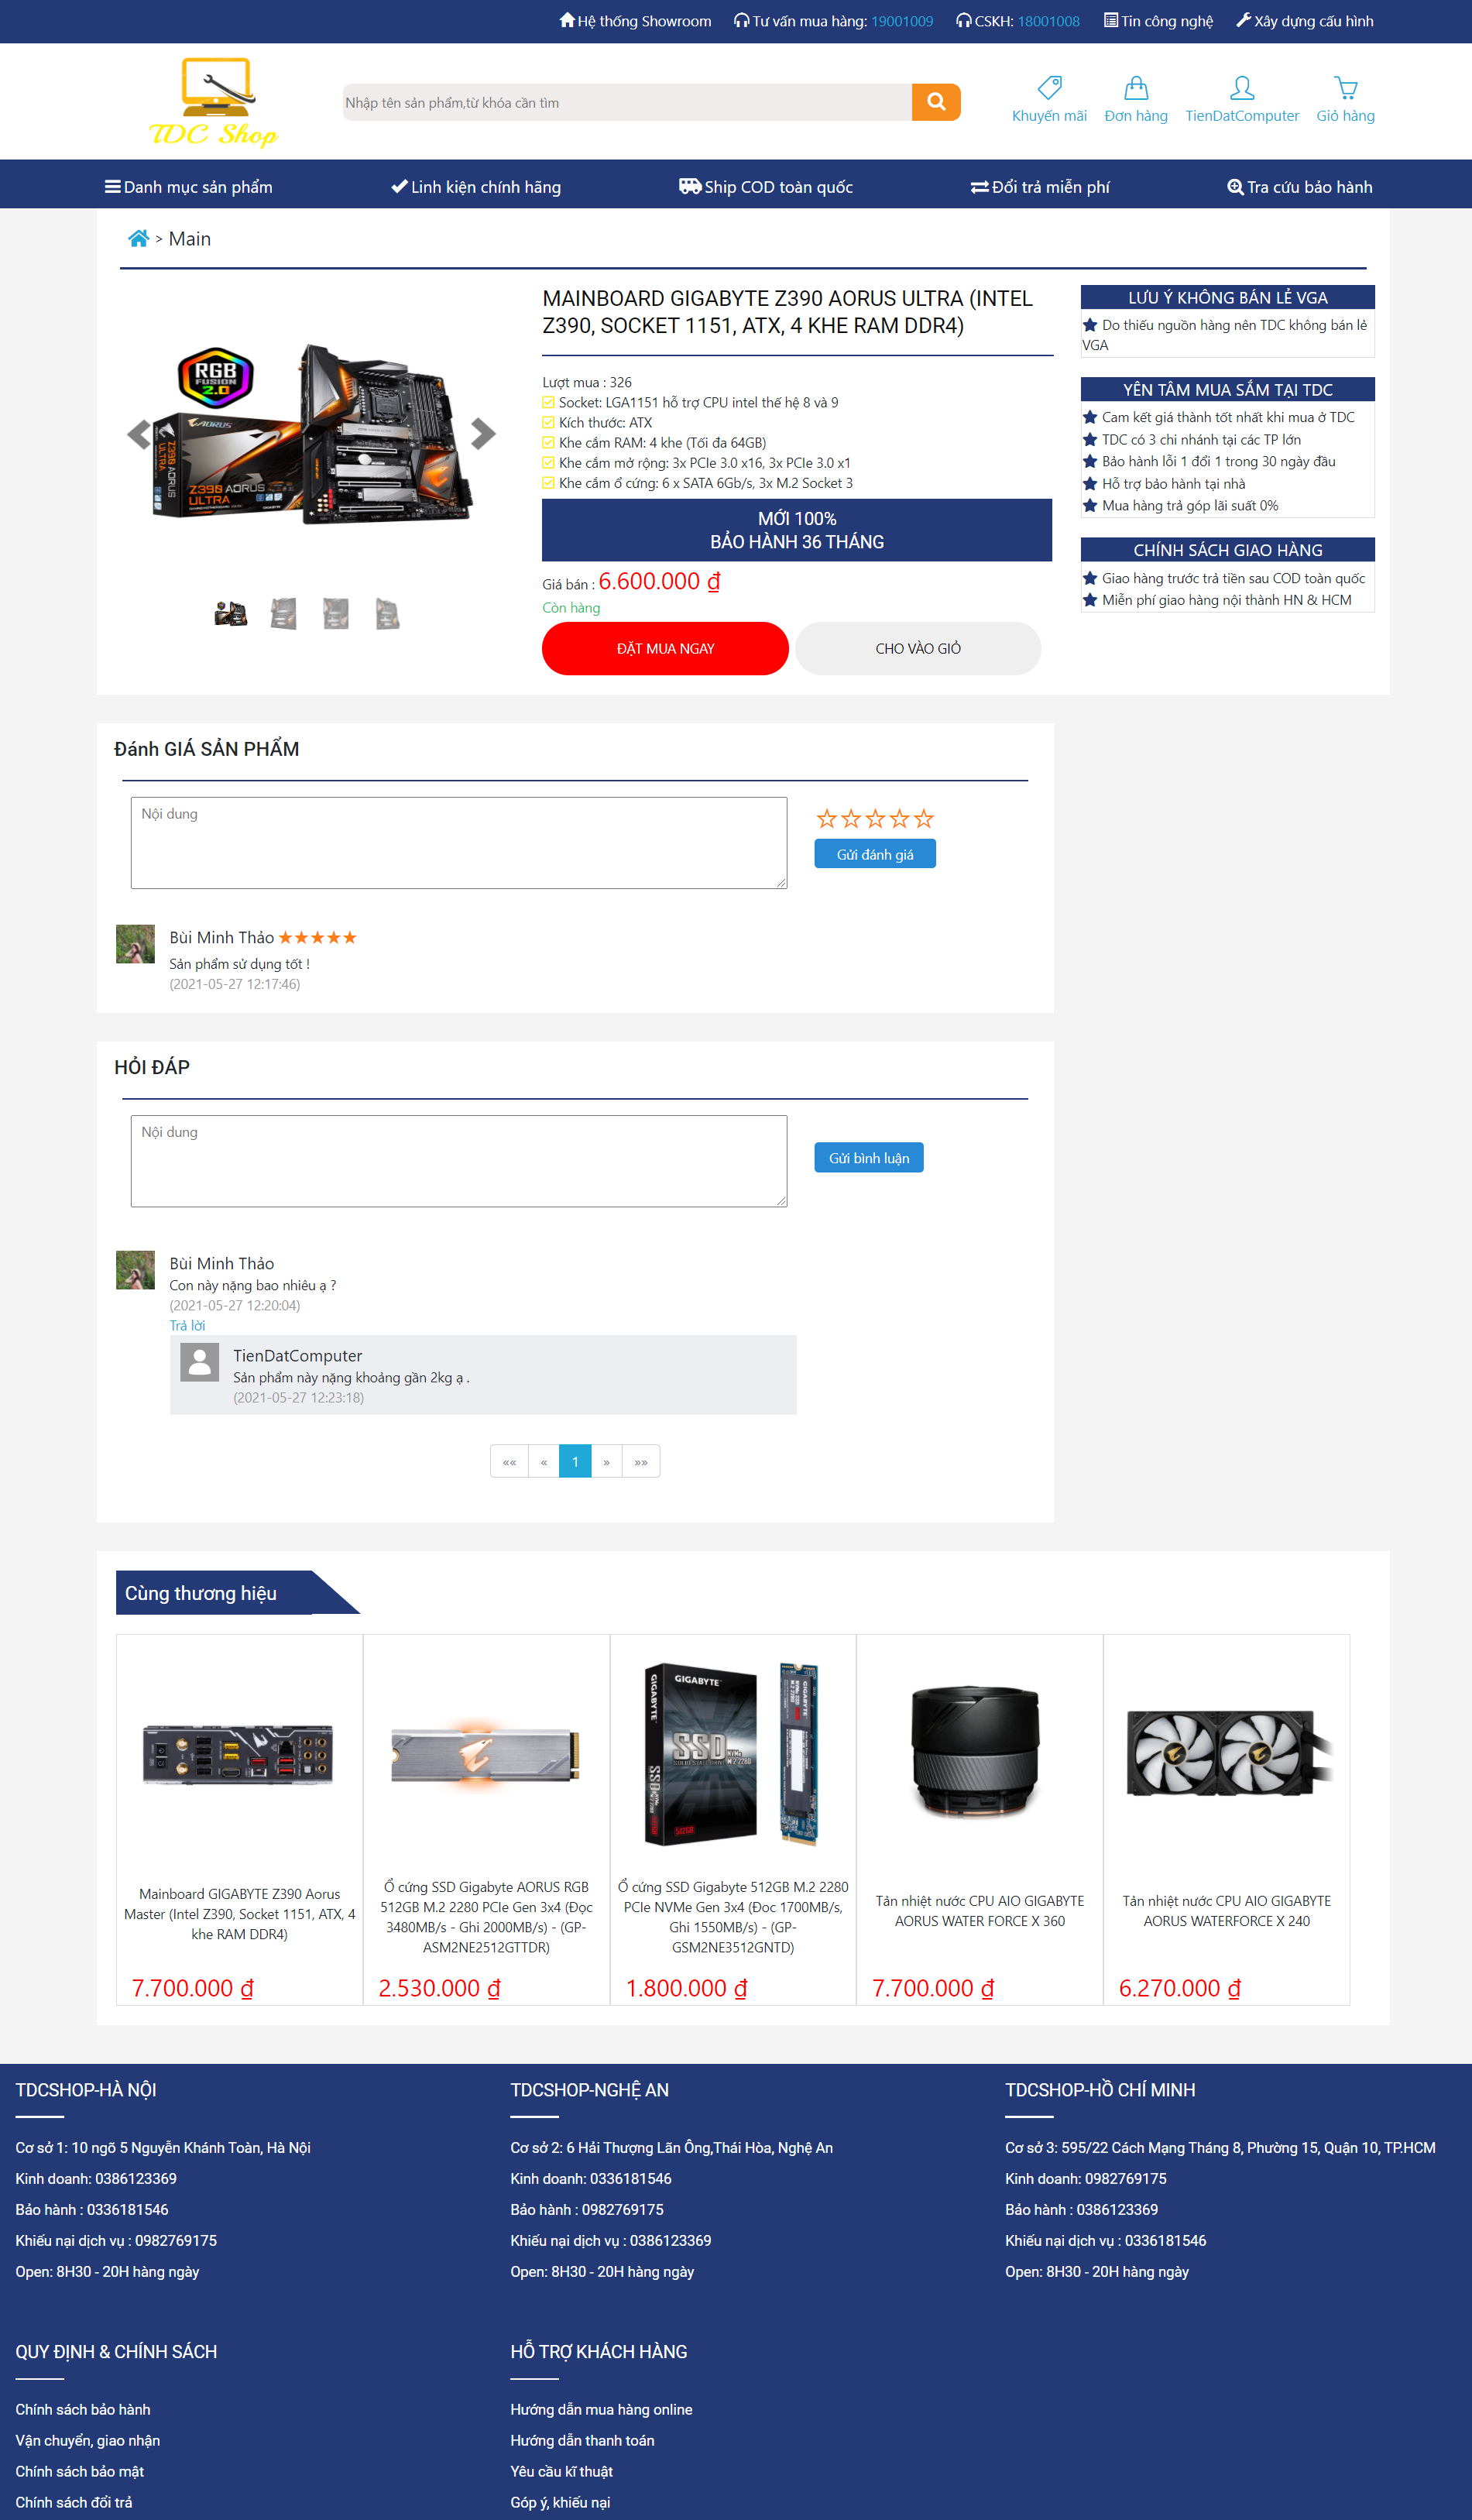 Hệ thống Showroom Tư vấn mua hàng: 19001009 CSKH: 18001008 Tin công nghệ Xây dựng cấu hình
TDC Shop
Nhập tên sản phẩm,từ khóa cần tìm
Khuyến mãi Đơn hàng TienDatComputer Giỏ hàng
Danh mục sản phẩm Linh kiện chính hãng Ship COD toàn quốc Đổi trả miễn phí Tra cứu bảo hành
> Main
RGB
FUSION
2.0
AORUS
Z390 AORUS
ULTRA
Z390 AORUS
ULTRA
MAINBOARD GIGABYTE Z390 AORUS ULTRA (INTEL
Z390, SOCKET 1151, ATX, 4 KHE RAM DDR4)
Lượt mua : 326
Socket: LGA1151 hỗ trợ CPU intel thế hệ 8 và 9
Kích thước: ATX
Khe cắm RAM: 4 khe (Tối đa 64GB)
Khe cắm mở rộng: 3x PCIe 3.0 x16, 3x PCIe 3.0 x1
Khe cắm ổ cứng: 6 x SATA 6Gb/s, 3x M.2 Socket 3
MỚI 100%
BẢO HÀNH 36 THÁNG
Giá bán : 6.600.000 ₫
Còn hàng
ĐẶT MUA NGAY
CHO VÀO GIỎ
LƯU Ý KHÔNG BÁN LẺ VGA
Do thiếu nguồn hàng nên TDC không bán lẻ
VGA
YÊN TÂM MUA SẮM TẠI TDC
Cam kết giá thành tốt nhất khi mua ở TDC
TDC có 3 chi nhánh tại các TP lớn
Bảo hành lỗi 1 đổi 1 trong 30 ngày đầu
Hỗ trợ bảo hành tại nhà
Mua hàng trả góp lãi suất 0%
CHÍNH SÁCH GIAO HÀNG
Giao hàng trước trả tiền sau COD toàn quốc
Miễn phí giao hàng nội thành HN & HCM
Đánh GIÁ SẢN PHẨM
Nội dung
Gửi đánh giá
Bùi Minh Thảo
Sản phẩm sử dụng tốt !
(2021-05-27 12:17:46)
HỎI ĐÁP
Nội dung
Gửi bình luận
Bùi Minh Thảo
Con này nặng bao nhiêu ạ ?
(2021-05-27 12:20:04)
Trả lời
TienDatComputer
Sản phẩm này nặng khoảng gần 2kg ạ .
(2021-05-27 12:23:18)
«« « 1 » »»
Cùng thương hiệu
GIGABYTE
GIGABYTE
SSD NVMe
M.2 2280
SSD
512GB
Mainboard GIGABYTE Z390 Aorus
Master (Intel Z390, Socket 1151, ATX, 4
khe RAM DDR4)
7.700.000 ₫
Ổ cứng SSD Gigabyte AORUS RGB
512GB M.2 2280 PCIe Gen 3x4 (Đọc
3480MB/s - Ghi 2000MB/s) - (GP-
ASM2NE2512GTTDR)
2.530.000 ₫
Ổ cứng SSD Gigabyte 512GB M.2 2280
PCIe NVMe Gen 3x4 (Đoc 1700MB/s,
Ghi 1550MB/s) - (GP-
GSM2NE3512GNTD)
1.800.000 ₫
Tản nhiệt nước CPU AIO GIGABYTE
AORUS WATER FORCE X 360
7.700.000 ₫
Tản nhiệt nước CPU AIO GIGABYTE
AORUS WATERFORCE X 240
6.270.000 ₫
TDCSHOP-HÀ NỘI
Cơ sở 1: 10 ngõ 5 Nguyễn Khánh Toàn, Hà Nội
Kinh doanh: 0386123369
Bảo hành : 0336181546
Khiếu nại dịch vụ : 0982769175
Open: 8H30 - 20H hàng ngày
TDCSHOP-NGHỆ AN
Cơ sở 2: 6 Hải Thượng Lãn Ông,Thái Hòa, Nghệ An
Kinh doanh: 0336181546
Bảo hành : 0982769175
Khiếu nại dịch vụ : 0386123369
Open: 8H30 - 20H hàng ngày
TDCSHOP-HỒ CHÍ MINH
Cơ sở 3: 595/22 Cách Mạng Tháng 8, Phường 15, Quận 10, TP.HCM
Kinh doanh: 0982769175
Bảo hành : 0386123369
Khiếu nại dịch vụ : 0336181546
Open: 8H30 - 20H hàng ngày
QUY ĐỊNH & CHÍNH SÁCH
Chính sách bảo hành
Vận chuyển, giao nhận
Chính sách bảo mật
Chính sách đổi trả
HỖ TRỢ KHÁCH HÀNG
Hướng dẫn mua hàng online
Hướng dẫn thanh toán
Yêu cầu kĩ thuật
Góp ý, khiếu nại